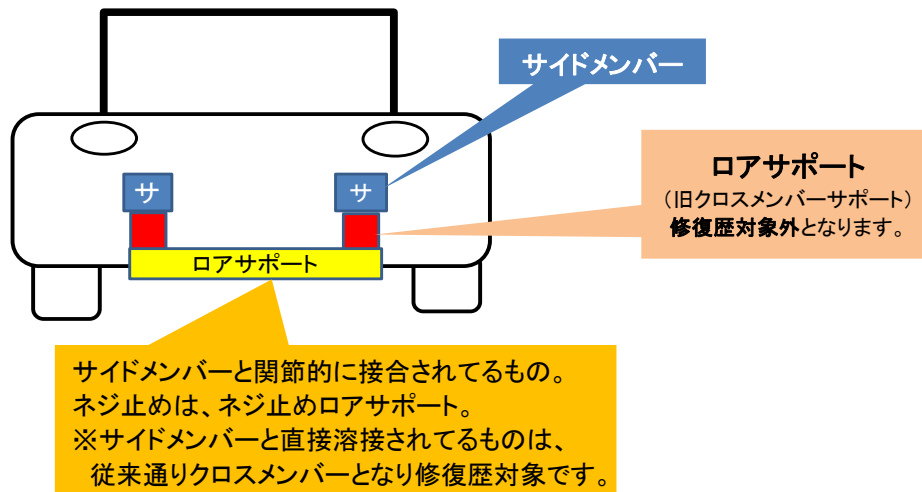 サイドメンバー
ロアサポート
（旧クロスメンバーサポート）
修復歴対象外となります。
サ
サ
ロアサポート
サイドメンバーと関節的に接合されてるもの。
ネジ止めは、ネジ止めロアサポート。
※サイドメンバーと直接溶接されてるものは、
従来通りクロスメンバーとなり修復歴対象です。